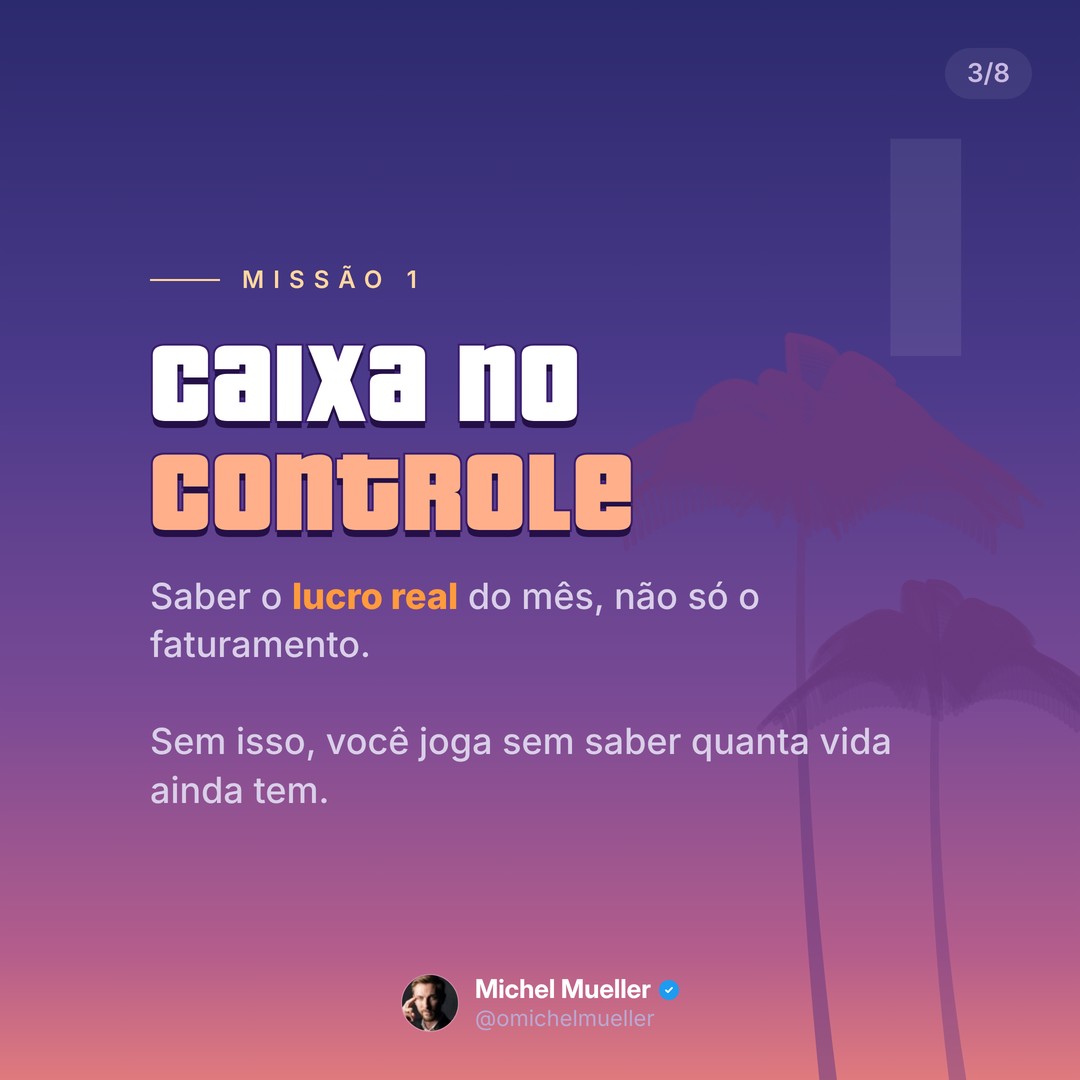 3/8
MISSÃO 1
CAIXA NO
CONTROLE
Saber o lucro real do mês, não só o
faturamento.
Sem isso, você joga sem saber quanta vida
ainda tem.
Michel Mueller
@omichelmueller